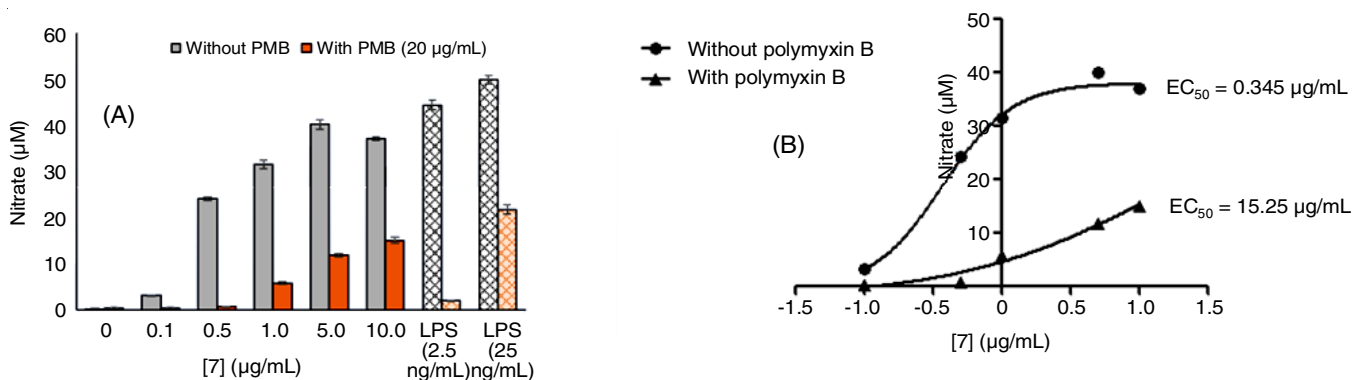 60
50
40
30
20
10
0
Nitrate (µM)
Without PMB
With PMB (20 µg/mL)
(A)
0
0.1
0.5
1.0
5.0
10.0
LPS
(2.5
ng/mL)
LPS
(25
ng/mL)
[7] (µg/mL)
Without polymyxin B
With polymyxin B
(B)
Nitrate (µM)
50
40
30
20
10
EC50 = 0.345 µg/mL
EC50 = 15.25 µg/mL
-1.5
-1.0
-0.5
0
0.5
1.0
1.5
[7] (µg/mL)